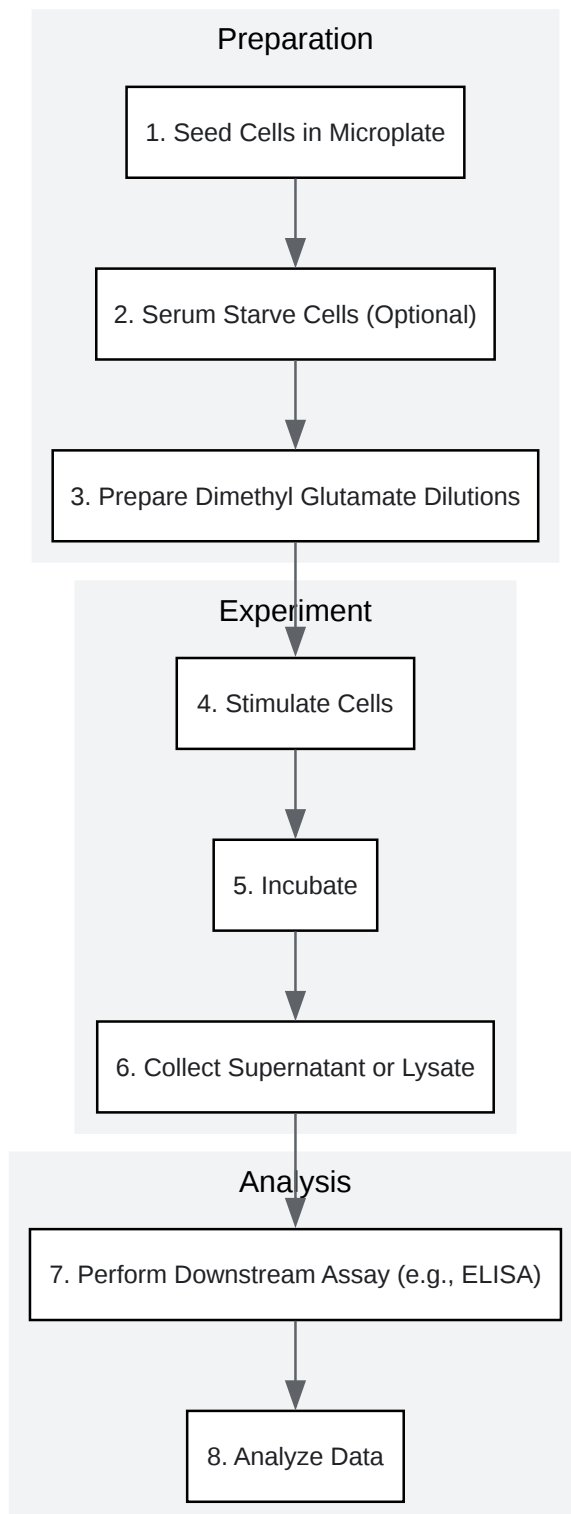 Preparation
1. Seed Cells in Microplate
2. Serum Starve Cells (Optional)
3. Prepare Dimethyl Glutamate Dilutions
Experiment
4. Stimulate Cells
5. Incubate
6. Collect Supernatant or Lysate
Analysis
7. Perform Downstream Assay (e.g., ELISA)
8. Analyze Data